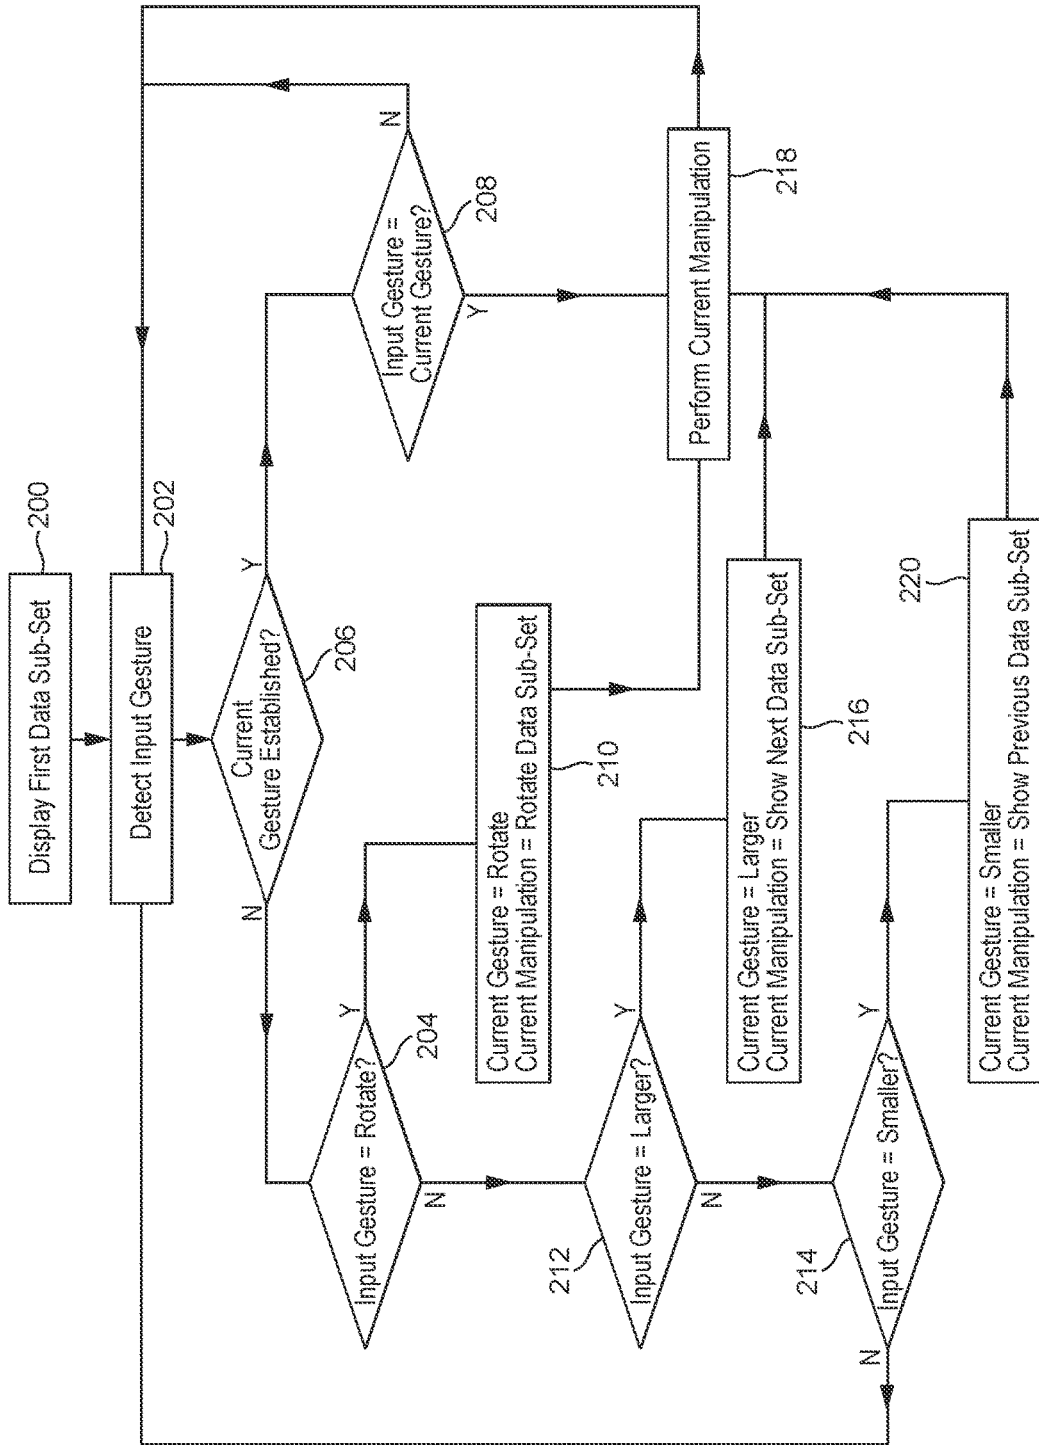 Display First Data Sub-Set
200
Detect Input Gesture
202
Current
Gesture Established?
206
N
Y
Input Gesture =
Current Gesture?
208
N
Y
Input Gesture = Rotate?
204
Y
N
Current Gesture = Rotate
Current Manipulation = Rotate Data Sub-Set
210
Input Gesture = Larger?
212
Y
N
Current Gesture = Larger
Current Manipulation = Show Next Data Sub-Set
216
Perform Current Manipulation
218
Input Gesture = Smaller?
214
Y
N
Current Gesture = Smaller
Current Manipulation = Show Previous Data Sub-Set
220